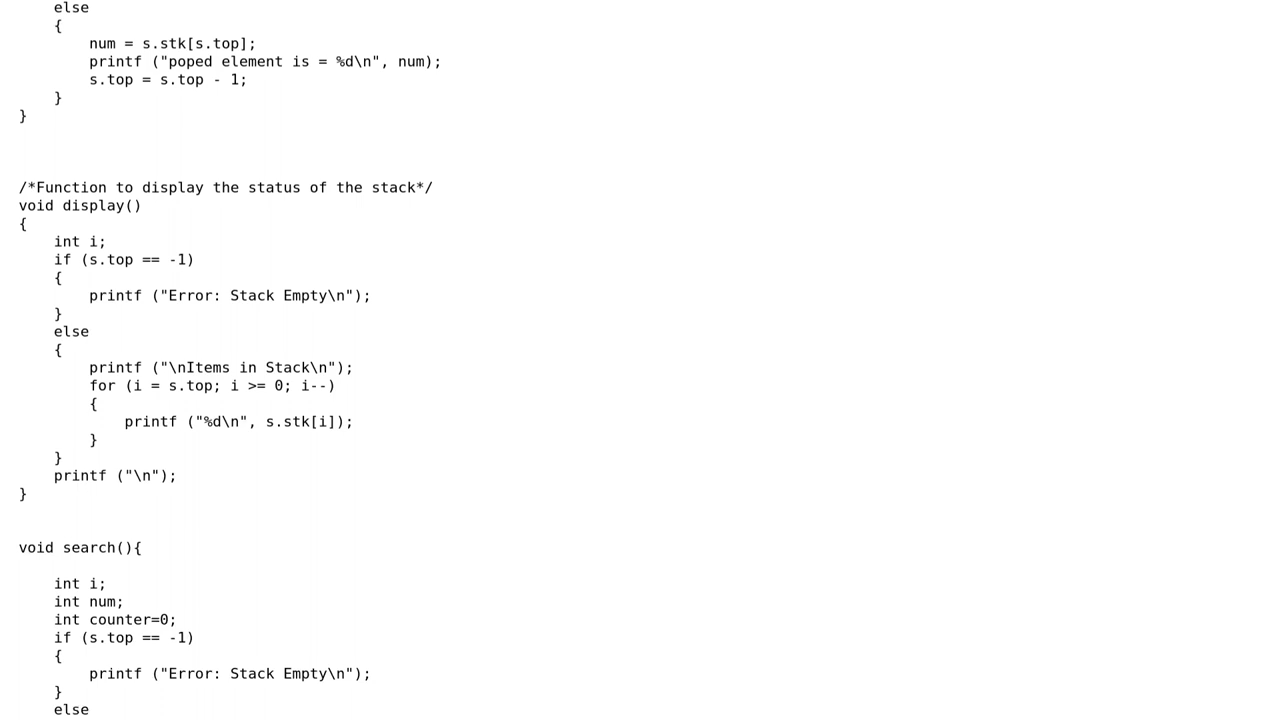 else
    {
        num = s.stk[s.top];
        printf ("poped element is = %d\n", num);
        s.top = s.top - 1;
    }
}
/*Function to display the status of the stack*/
void display()
{
    int i;
    if (s.top == -1)
    {
        printf ("Error: Stack Empty\n");
    }
    else
    {
        printf ("\nItems in Stack\n");
        for (i = s.top; i >= 0; i--)
        {
            printf ("%d\n", s.stk[i]);
        }
    }
    printf ("\n");
}
void search(){
    int i;
    int num;
    int counter=0;
    if (s.top == -1)
    {
        printf ("Error: Stack Empty\n");
    }
    else